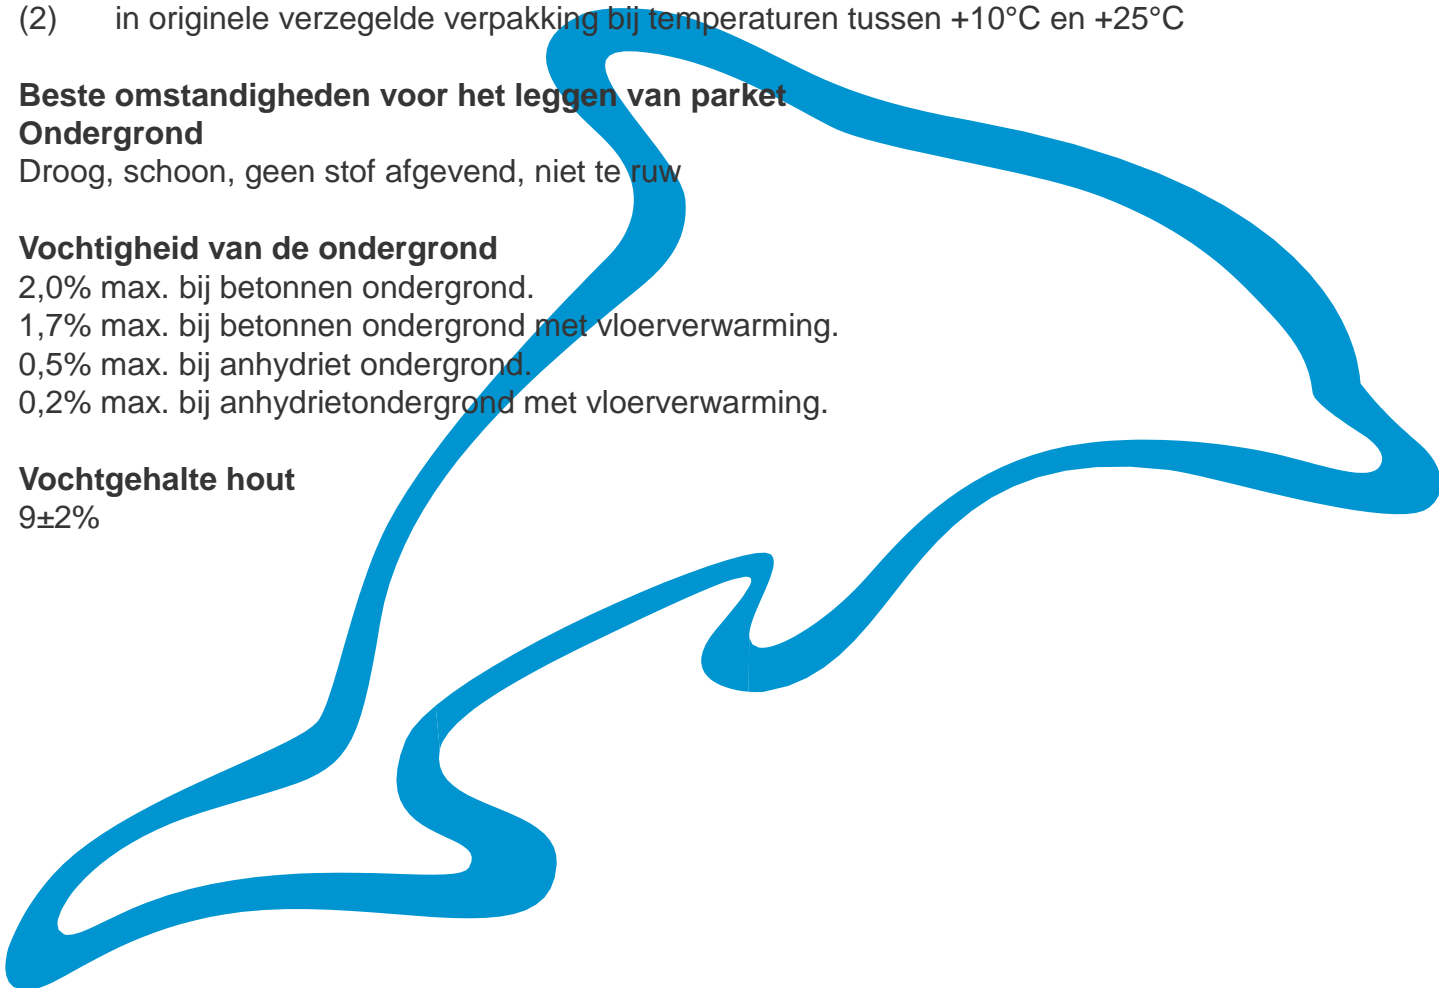 (2) in originele verzegelde verpakking bij temperaturen tussen +10°C en +25°C
Beste omstandigheden voor het leggen van parket
Ondergrond
Droog, schoon, geen stof afgevend, niet te ruw
Vochtigheid van de ondergrond
2,0% max. bij betonnen ondergrond.
1,7% max. bij betonnen ondergrond met vloerverwarming.
0,5% max. bij anhydriet ondergrond.
0,2% max. bij anhydrietondergrond met vloerverwarming.
Vochtgehalte hout
9±2%